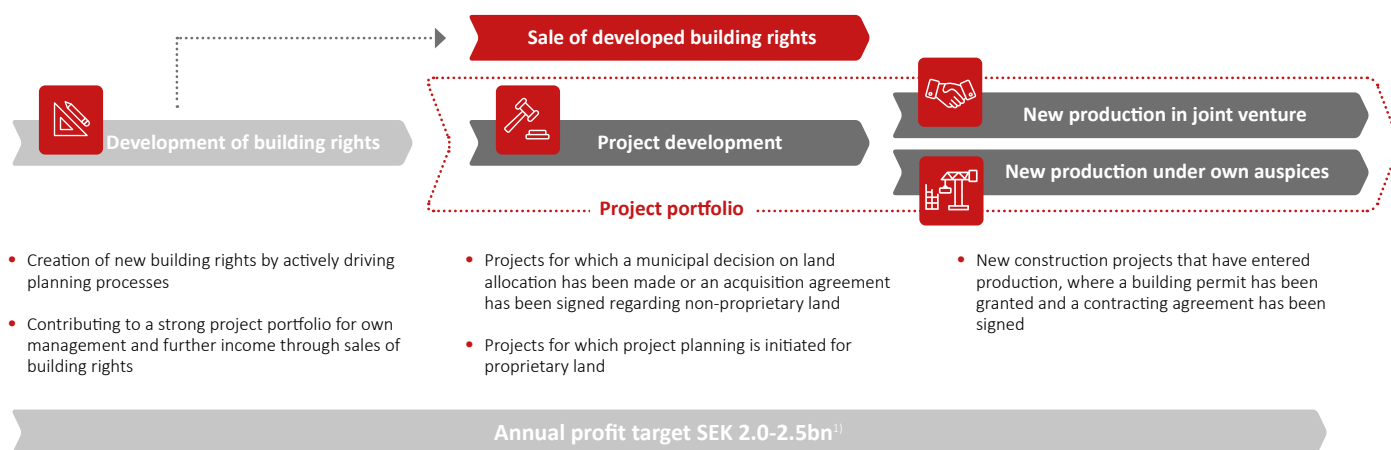 Sale of developed building rights
Development of building rights
Project development
New production in joint venture
New production under own auspices
Project portfolio
• Creation of new building rights by actively driving
planning processes
• Contributing to a strong project portfolio for own
management and further income through sales of
building rights
• Projects for which a municipal decision on land
allocation has been made or an acquisition agreement
has been signed regarding non-proprietary land
• Projects for which project planning is initiated for
proprietary land
• New construction projects that have entered
production, where a building permit has been
granted and a contracting agreement has been
signed
Annual profit target SEK 2.0-2.5bn¹⁾